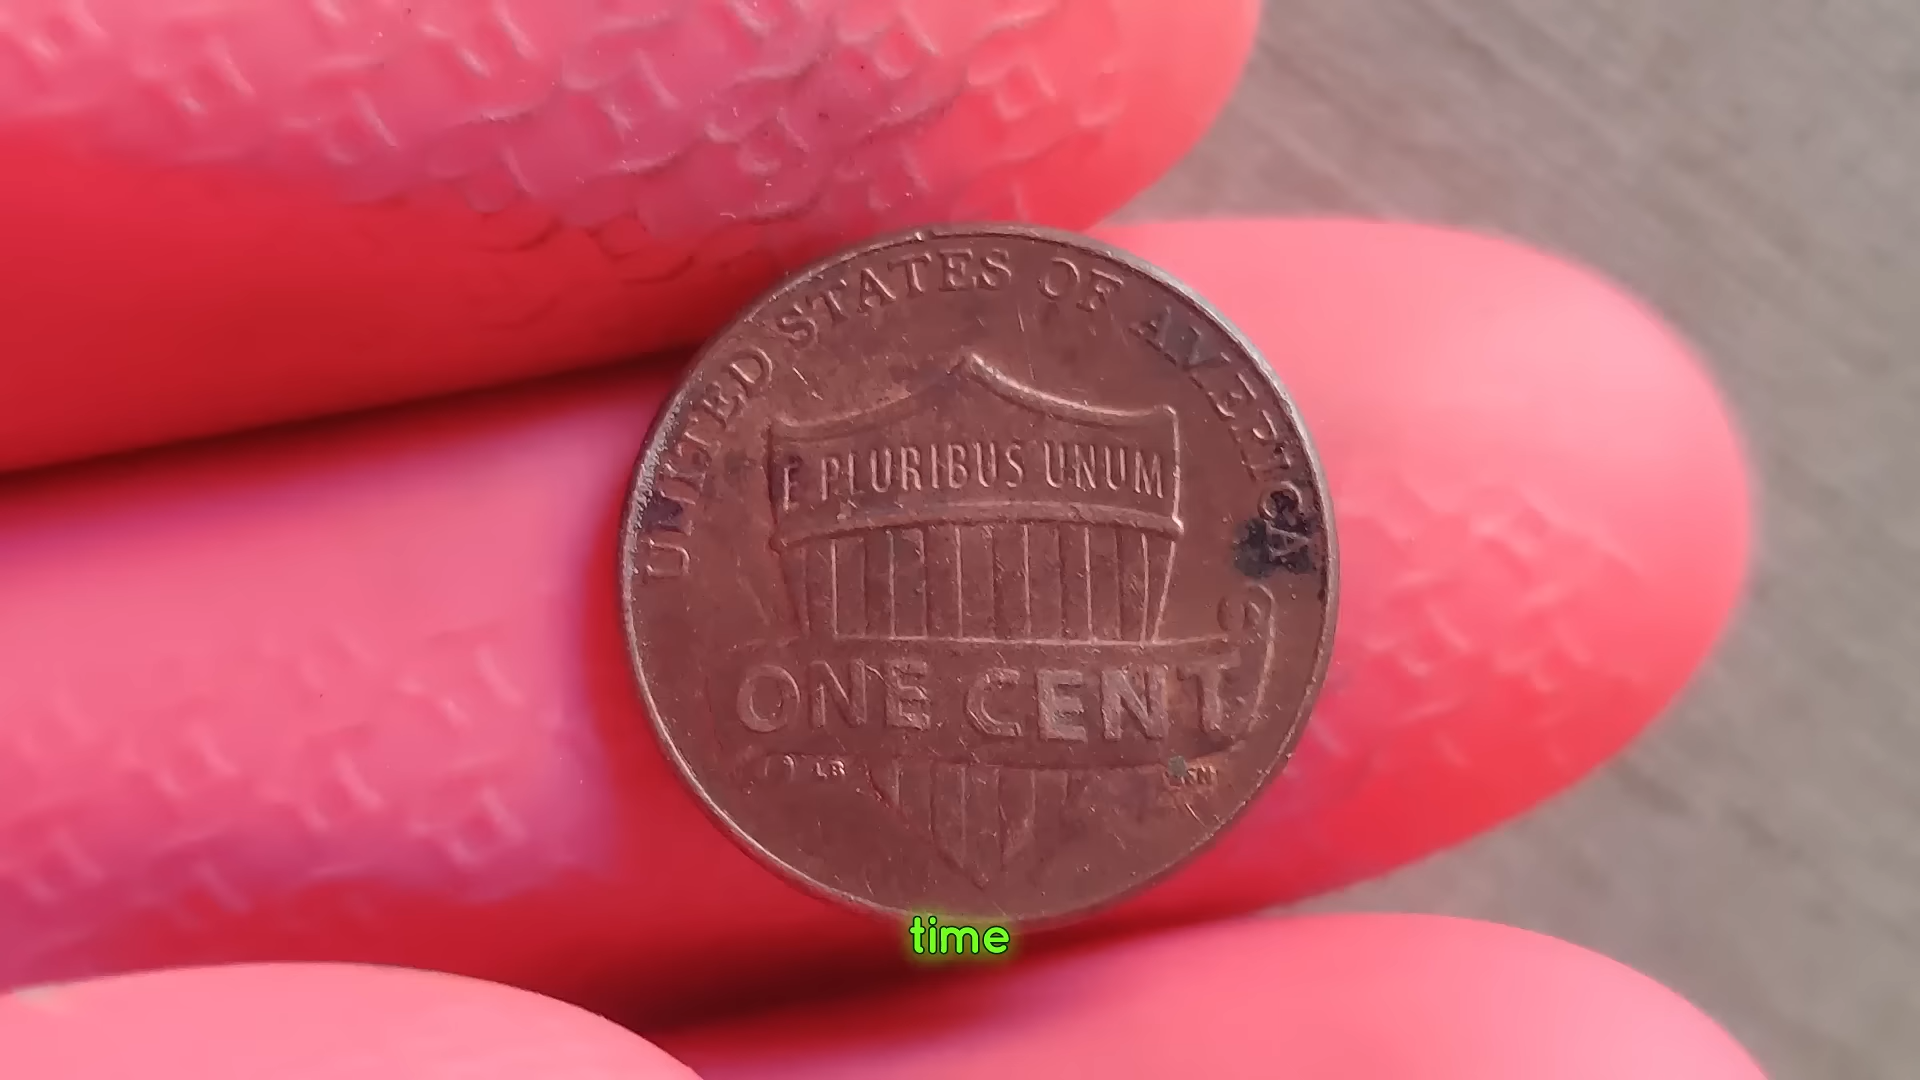 UNITED STATES OF AMERICA
E PLURIBUS UNUM
ONE CENT
LB
time